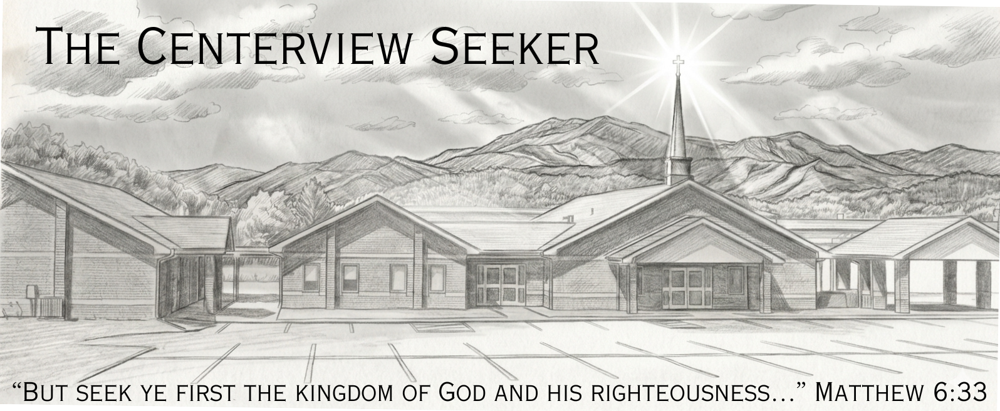 The Centerview Seeker
“But seek ye first the kingdom of God and his righteousness...” Matthew 6:33